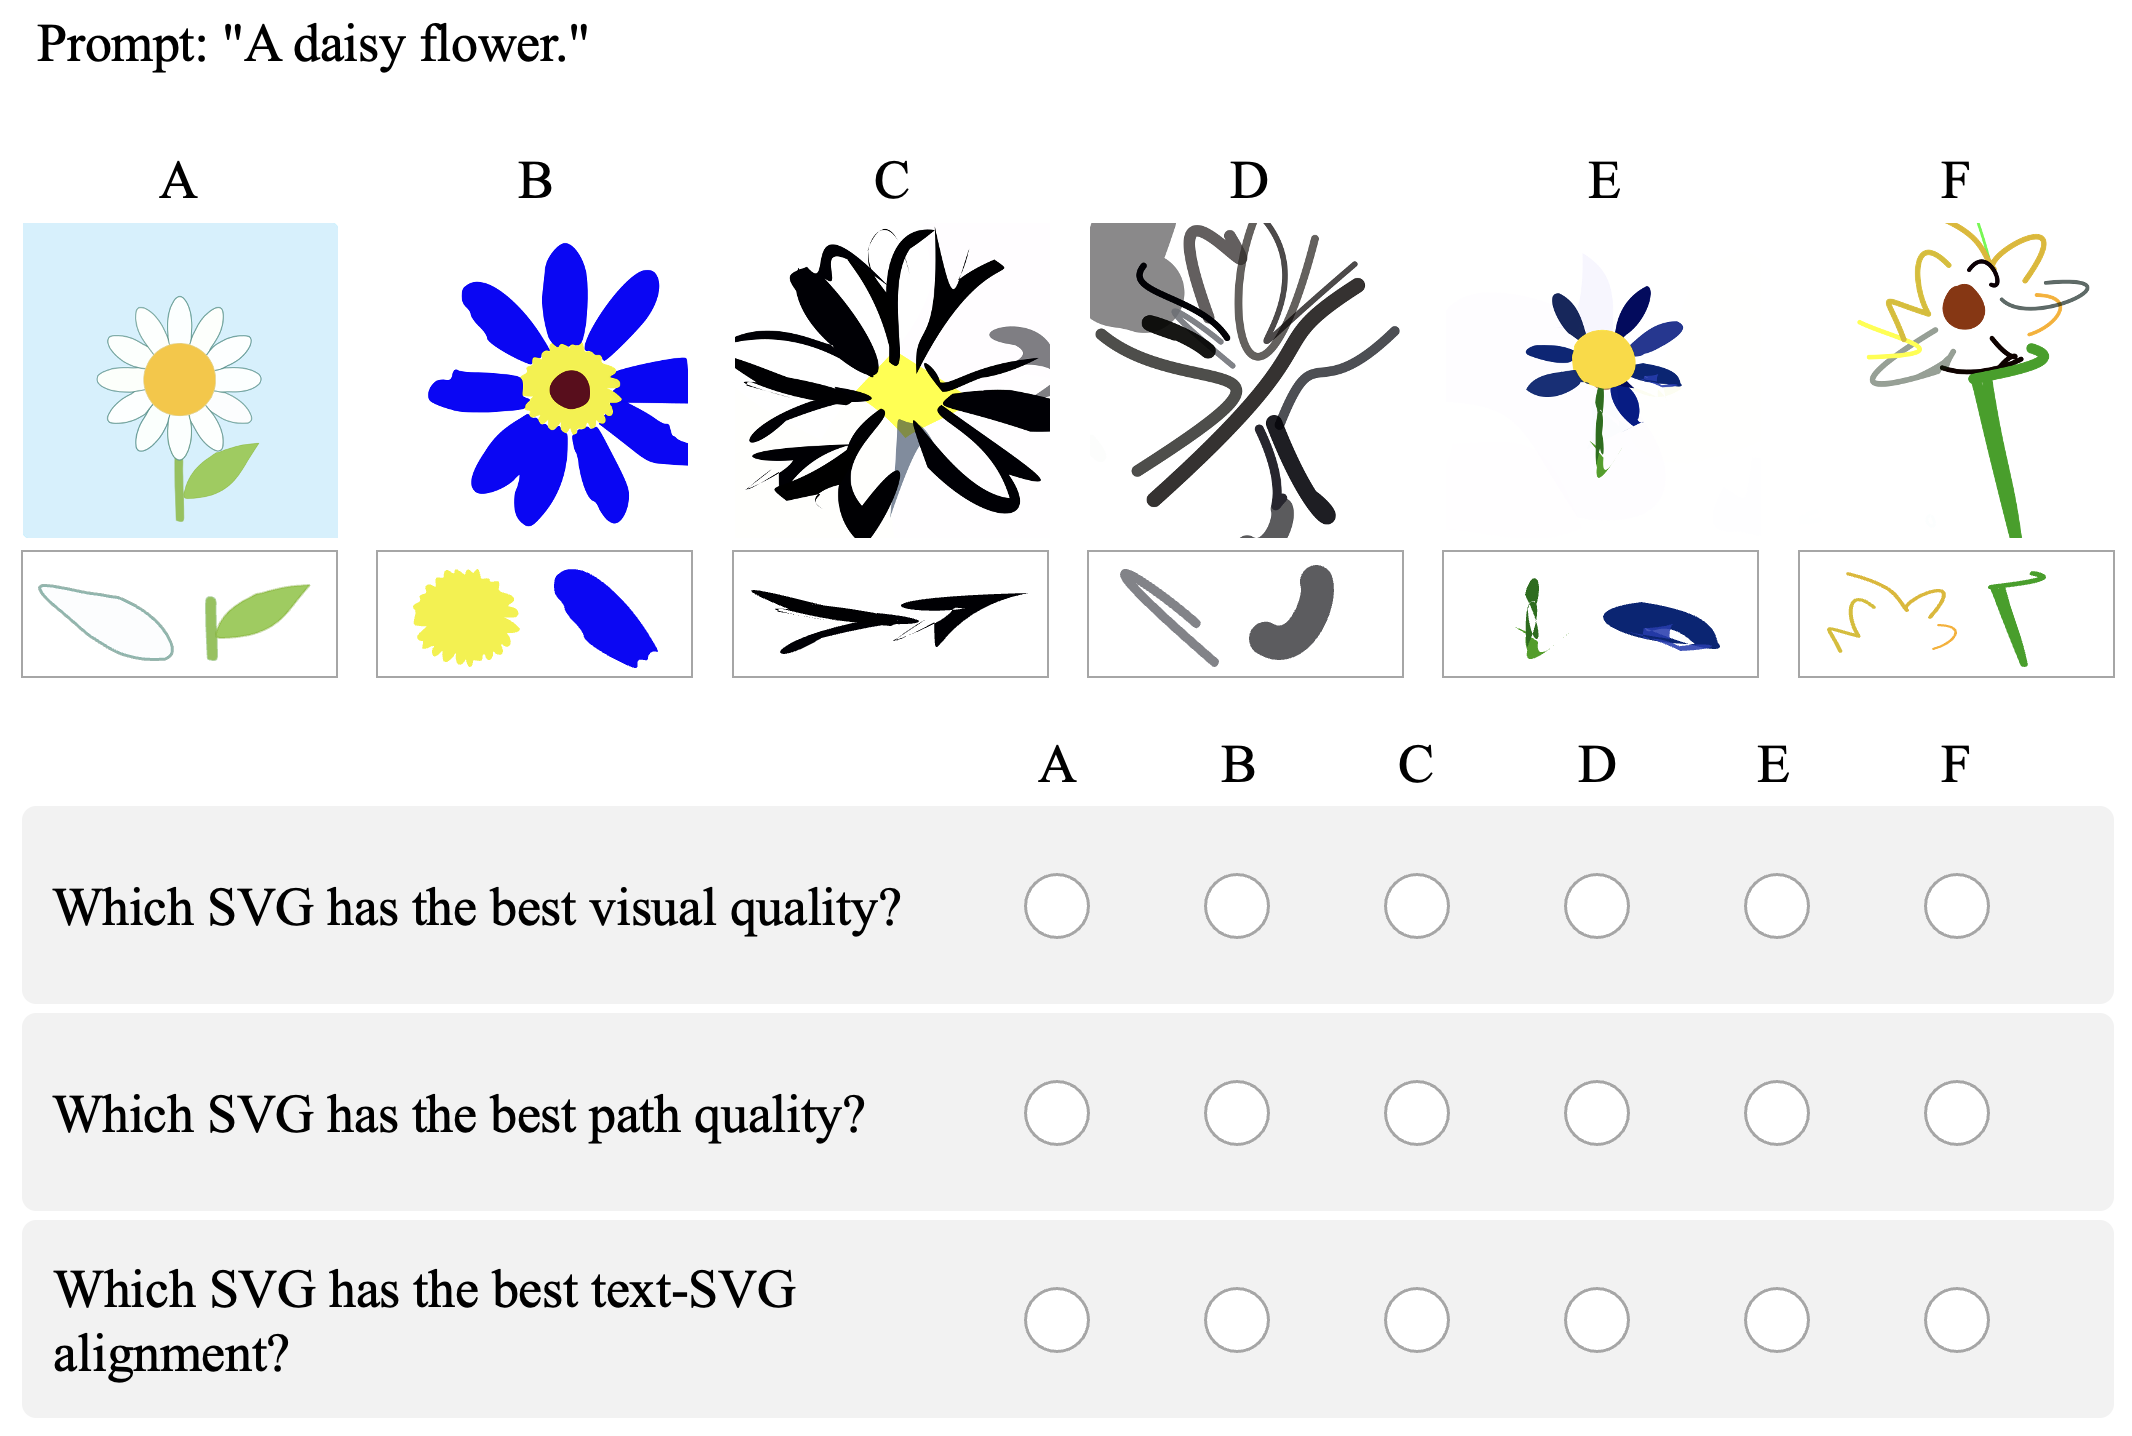 Prompt: "A daisy flower."
A B C D E F
A B C D E F
Which SVG has the best visual quality?
Which SVG has the best path quality?
Which SVG has the best text-SVG
alignment?